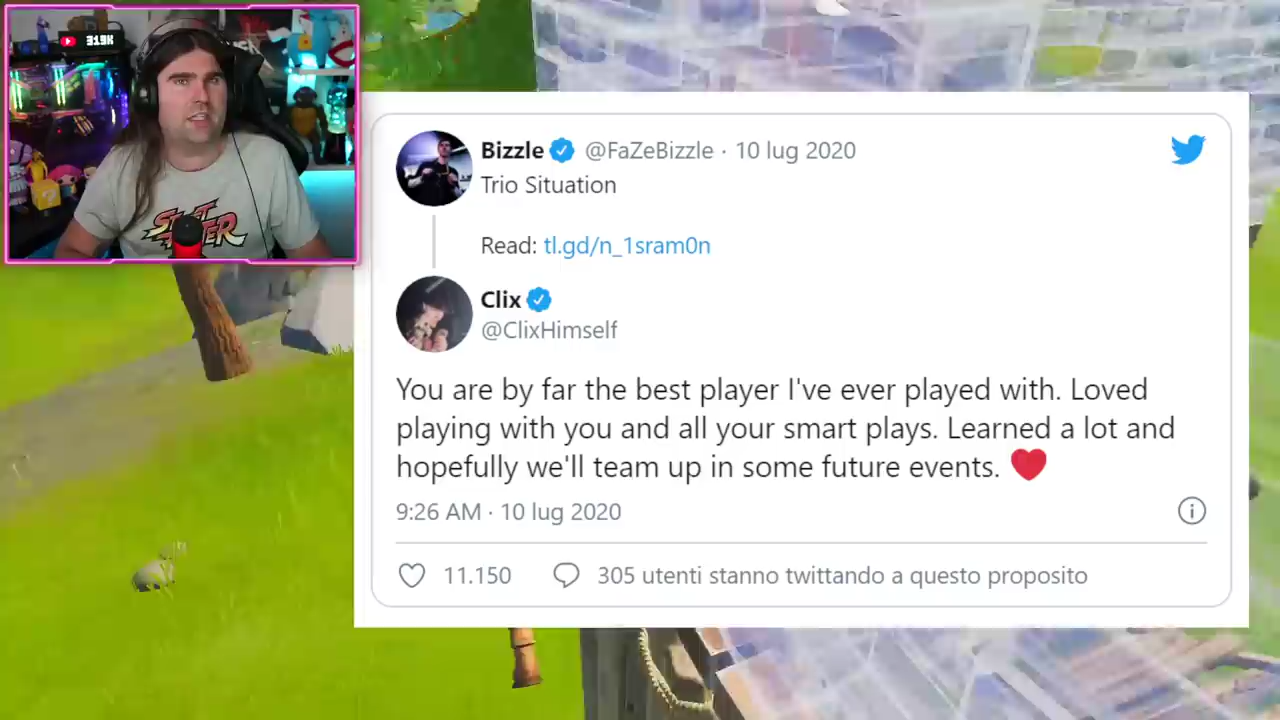 319K
Bizzle @FaZeBizzle · 10 lug 2020
Trio Situation
Read: tl.gd/n_1sram0n
Clix
@ClixHimself
You are by far the best player I've ever played with. Loved
playing with you and all your smart plays. Learned a lot and
hopefully we'll team up in some future events. ❤️
9:26 AM · 10 lug 2020
11.150 305 utenti stanno twittando a questo proposito